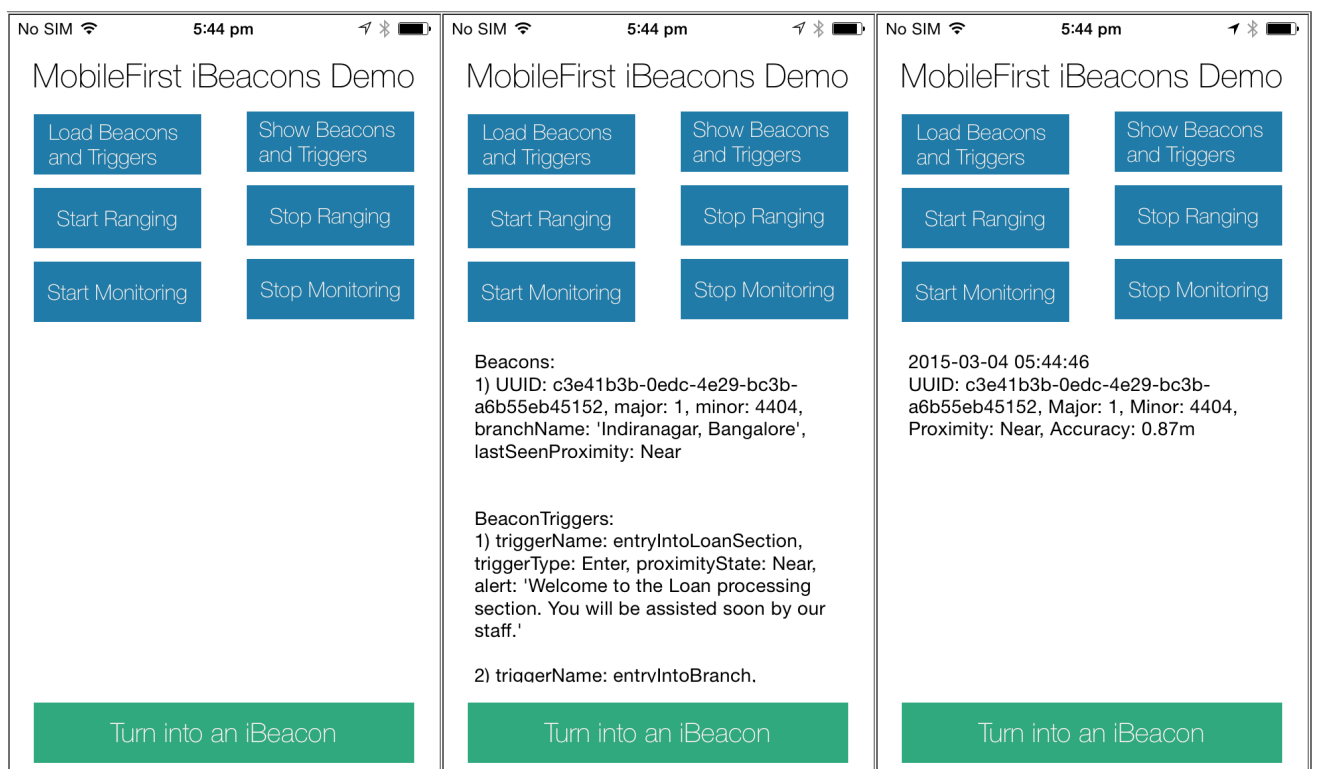 No SIM 5:44 pm
MobileFirst iBeacons Demo
Load Beacons
and Triggers
Show Beacons
and Triggers
Start Ranging
Stop Ranging
Start Monitoring
Stop Monitoring
Turn into an iBeacon
No SIM 5:44 pm
MobileFirst iBeacons Demo
Load Beacons
and Triggers
Show Beacons
and Triggers
Start Ranging
Stop Ranging
Start Monitoring
Stop Monitoring
Beacons:
1) UUID: c3e41b3b-0edc-4e29-bc3b-
a6b55eb45152, major: 1, minor: 4404,
branchName: 'Indiranagar, Bangalore',
lastSeenProximity: Near
BeaconTriggers:
1) triggerName: entryIntoLoanSection,
triggerType: Enter, proximityState: Near,
alert: 'Welcome to the Loan processing
section. You will be assisted soon by our
staff.'
2) triggerName: entryIntoBranch,
Turn into an iBeacon
No SIM 5:44 pm
MobileFirst iBeacons Demo
Load Beacons
and Triggers
Show Beacons
and Triggers
Start Ranging
Stop Ranging
Start Monitoring
Stop Monitoring
2015-03-04 05:44:46
UUID: c3e41b3b-0edc-4e29-bc3b-
a6b55eb45152, Major: 1, Minor: 4404,
Proximity: Near, Accuracy: 0.87m
Turn into an iBeacon